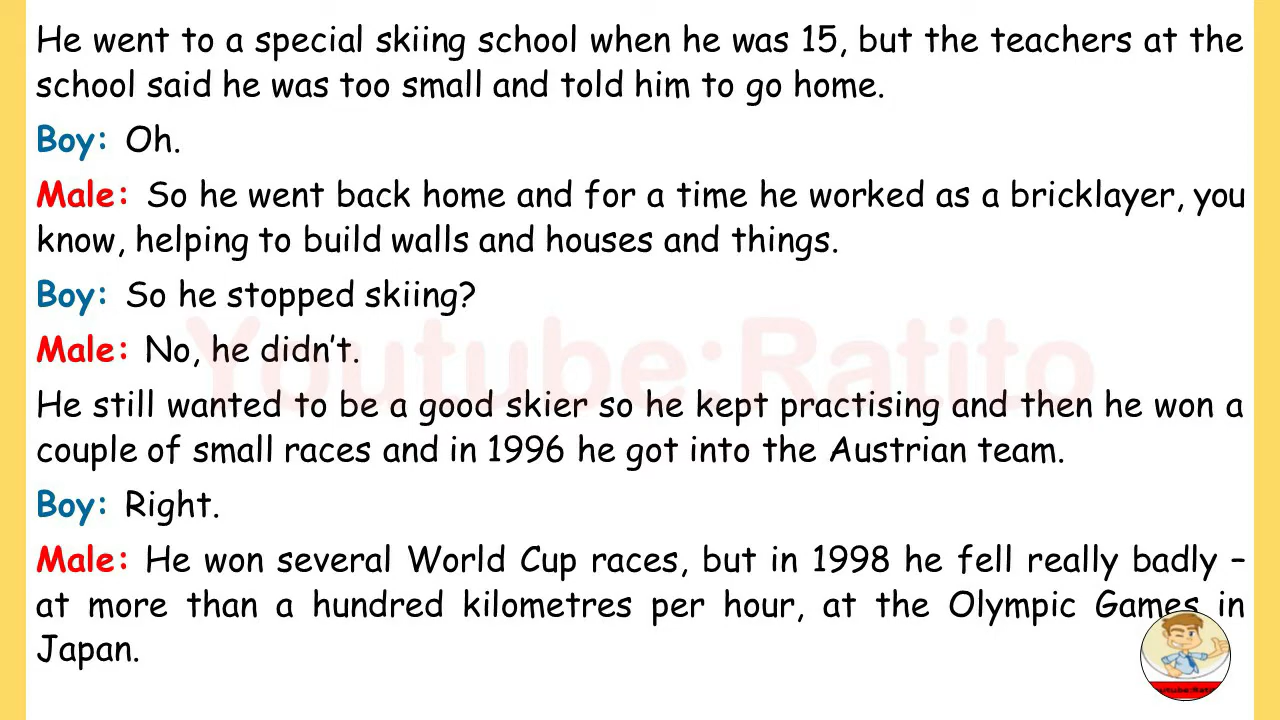 He went to a special skiing school when he was 15, but the teachers at the
school said he was too small and told him to go home.
Boy: Oh.
Male: So he went back home and for a time he worked as a bricklayer, you
know, helping to build walls and houses and things.
Boy: So he stopped skiing?
Youtube:Ratito
Male: No, he didn't.
He still wanted to be a good skier so he kept practising and then he won a
couple of small races and in 1996 he got into the Austrian team.
Boy: Right.
Male: He won several World Cup races, but in 1998 he fell really badly –
at more than a hundred kilometres per hour, at the Olympic Games in
Japan.